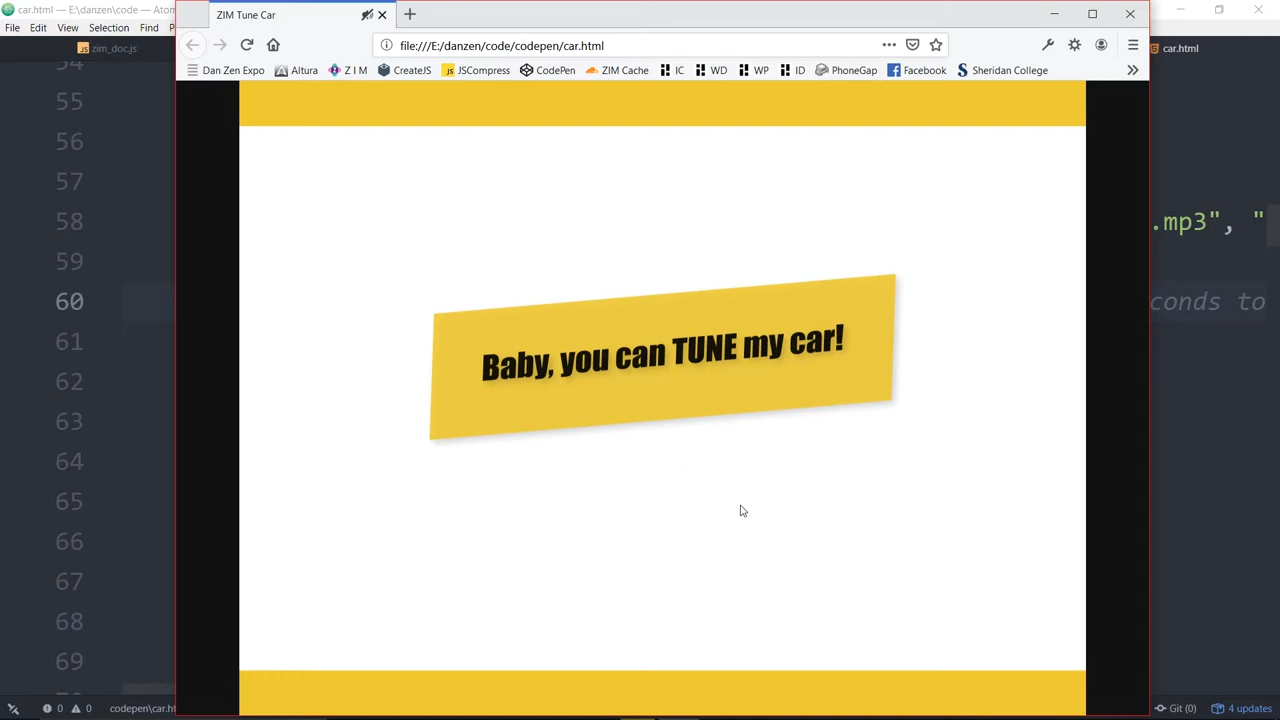 car.html — E:\danzen\code — Atom
ZIM Tune Car
File Edit View Selection Find
zim_doc.js
file:///E:/danzen/code/codepen/car.html
car.html
Dan Zen Expo Altura Z I M CreateJS JSCompress CodePen ZIM Cache IC WD WP ID PhoneGap Facebook Sheridan College
54
55
56
57
58 .mp3", "
59
60 conds to
61
62
63
64
65
66
67
68
69
Baby, you can TUNE my car!
0 0 codepen\car.ht
Git (0) 4 updates